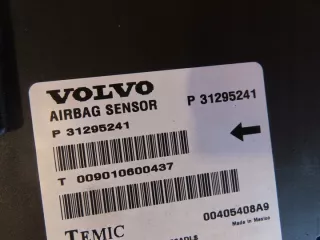 VOLVO
AIRBAG SENSOR P 31295241
P 31295241
T 009010600437
TEMIC 00405408A9
Made in Mexico